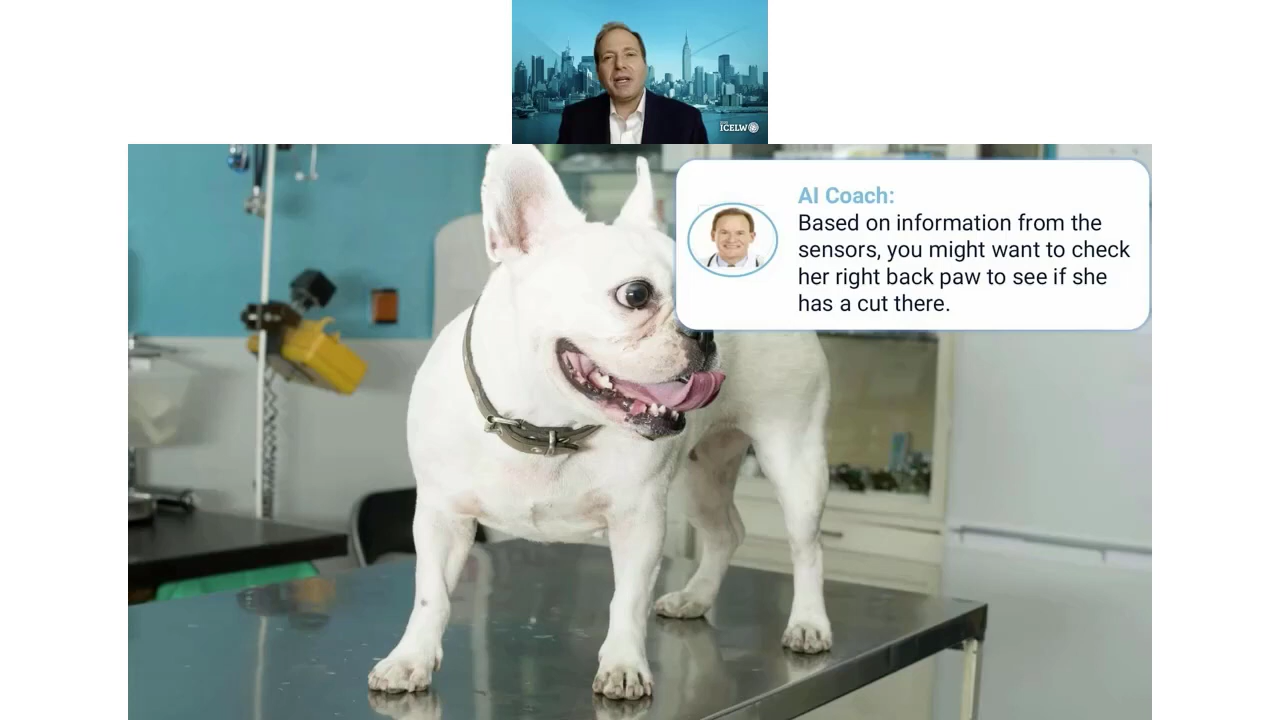 ICELW
AI Coach:
Based on information from the
sensors, you might want to check
her right back paw to see if she
has a cut there.